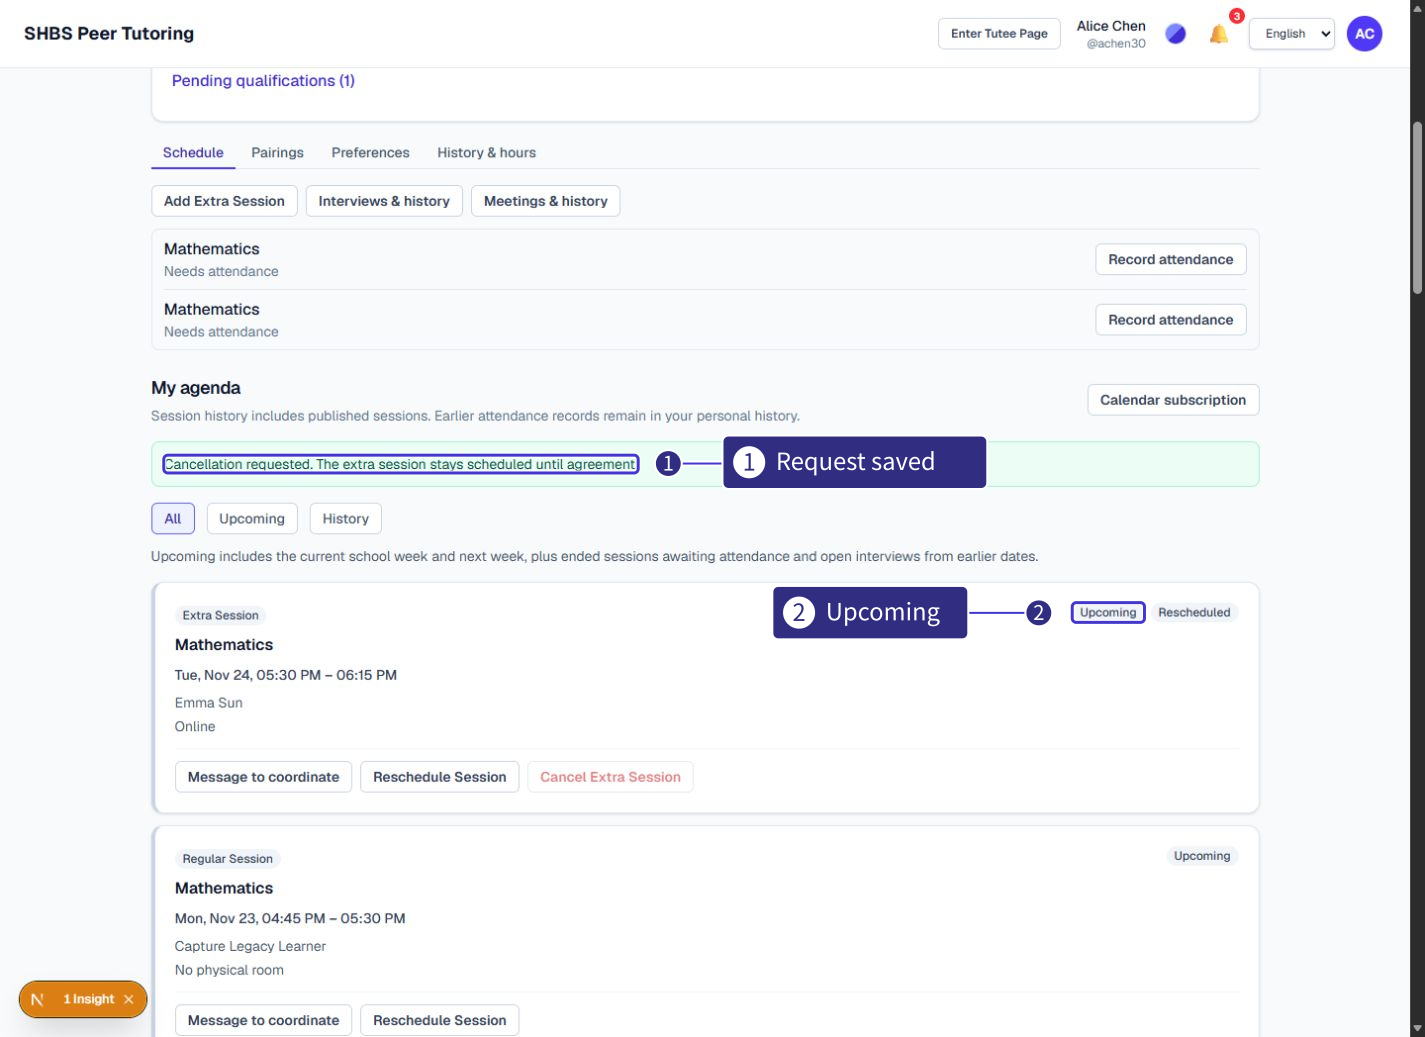 SHBS Peer Tutoring
Enter Tutee Page
Alice Chen
@achen30
3
English
AC
Pending qualifications (1)
Schedule
Pairings
Preferences
History & hours
Add Extra Session
Interviews & history
Meetings & history
Mathematics
Needs attendance
Record attendance
Mathematics
Needs attendance
Record attendance
My agenda
Session history includes published sessions. Earlier attendance records remain in your personal history.
Calendar subscription
Cancellation requested. The extra session stays scheduled until agreement.
1
1 Request saved
All
Upcoming
History
Upcoming includes the current school week and next week, plus ended sessions awaiting attendance and open interviews from earlier dates.
Extra Session
2 Upcoming
2
Upcoming
Rescheduled
Mathematics
Tue, Nov 24, 05:30 PM – 06:15 PM
Emma Sun
Online
Message to coordinate
Reschedule Session
Cancel Extra Session
Regular Session
Upcoming
Mathematics
Mon, Nov 23, 04:45 PM – 05:30 PM
Capture Legacy Learner
No physical room
N 1 Insight
Message to coordinate
Reschedule Session